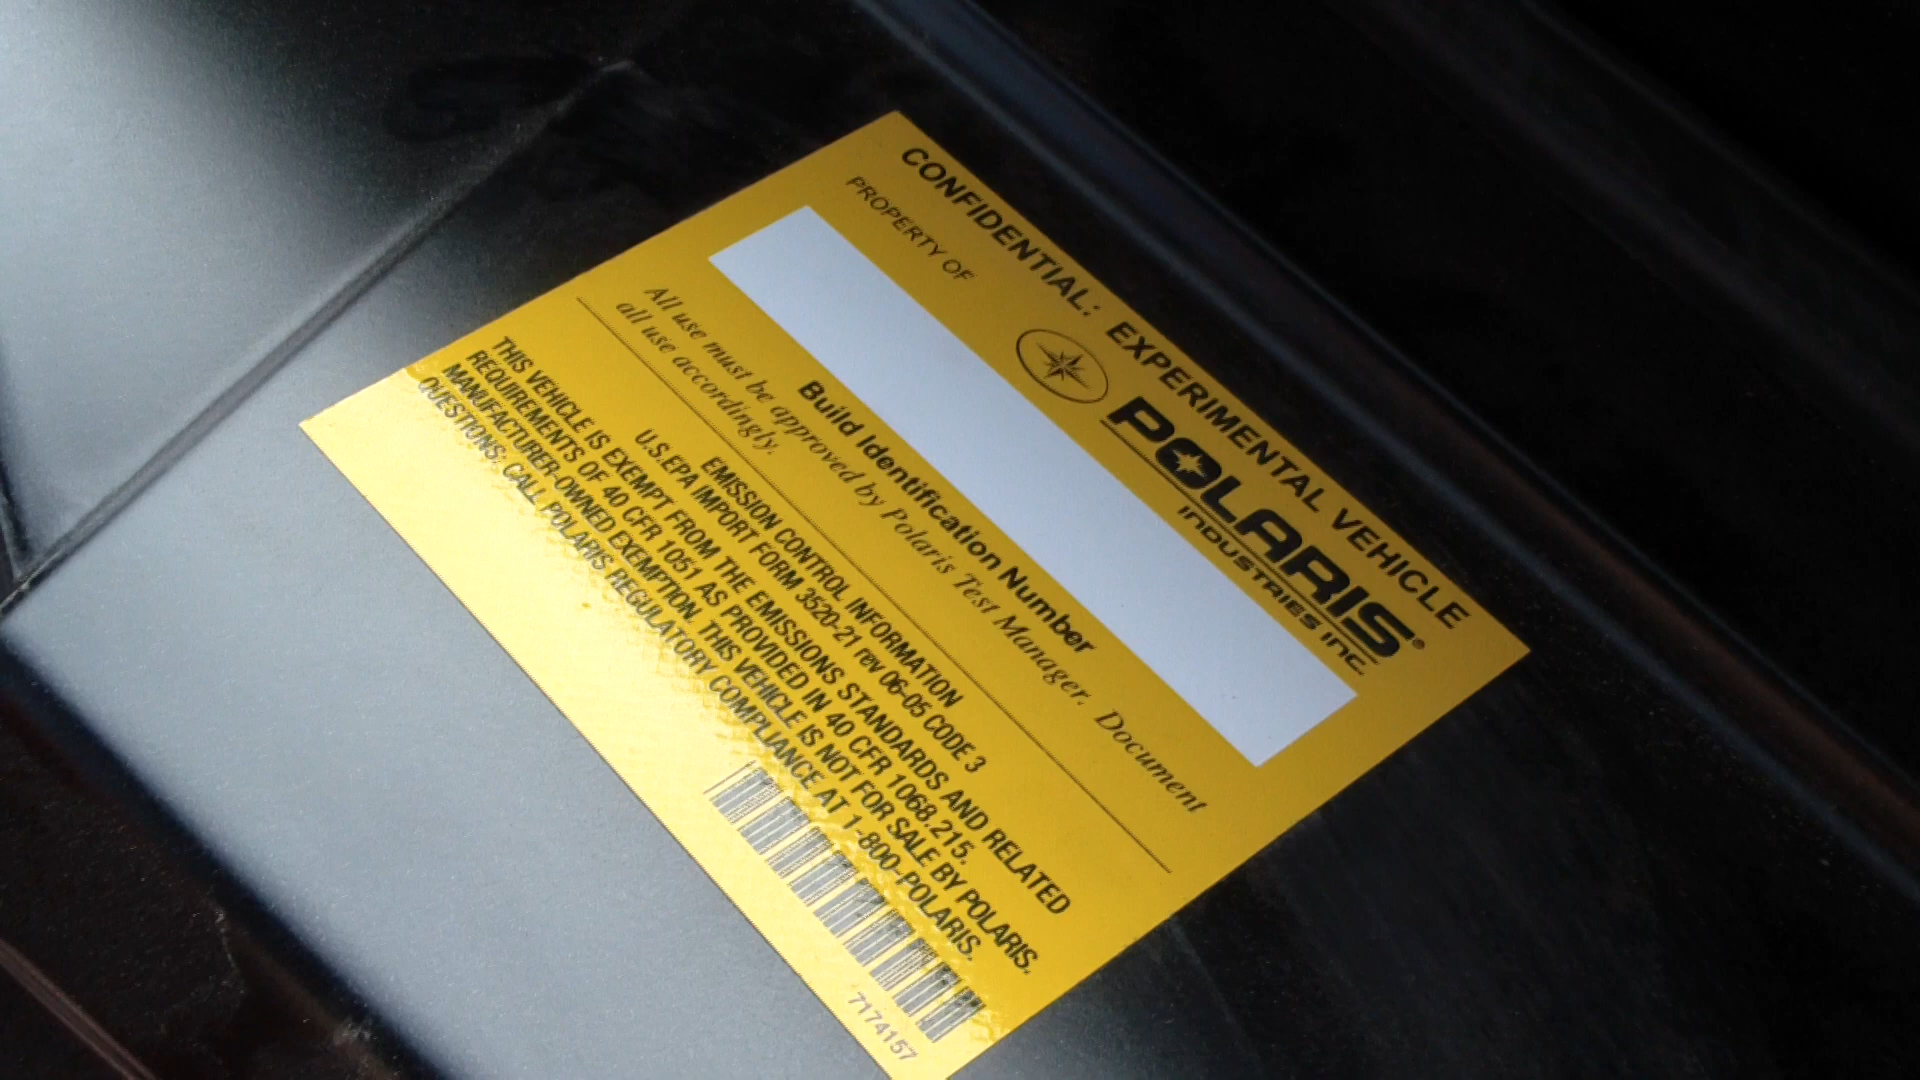 CONFIDENTIAL: EXPERIMENTAL VEHICLE
PROPERTY OF
POLARIS®
INDUSTRIES INC.
Build Identification Number
All use must be approved by Polaris Test Manager. Document
all use accordingly.
EMISSION CONTROL INFORMATION
U.S.EPA IMPORT FORM 3520-21 rev 06-05 CODE 3
THIS VEHICLE IS EXEMPT FROM THE EMISSIONS STANDARDS AND RELATED
REQUIREMENTS OF 40 CFR 1051 AS PROVIDED IN 40 CFR 1068.215.
MANUFACTURER-OWNED EXEMPTION. THIS VEHICLE IS NOT FOR SALE BY POLARIS.
QUESTIONS: CALL POLARIS REGULATORY COMPLIANCE AT 1-800-POLARIS.
7174157